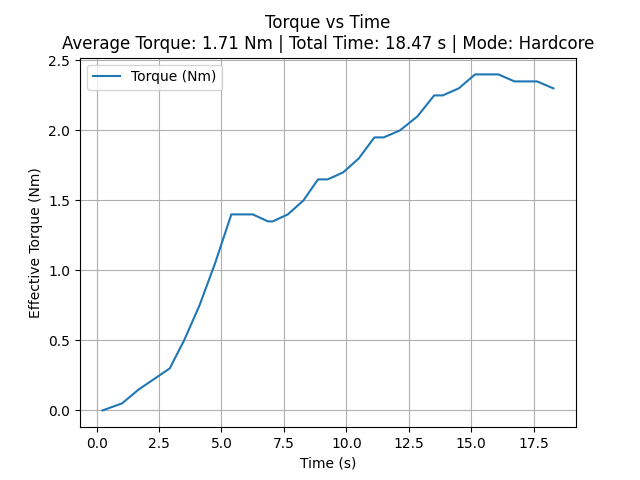 Torque vs Time
Average Torque: 1.71 Nm | Total Time: 18.47 s | Mode: Hardcore
Torque (Nm)
Effective Torque (Nm)
2.5
2.0
1.5
1.0
0.5
0.0
0.0 2.5 5.0 7.5 10.0 12.5 15.0 17.5
Time (s)